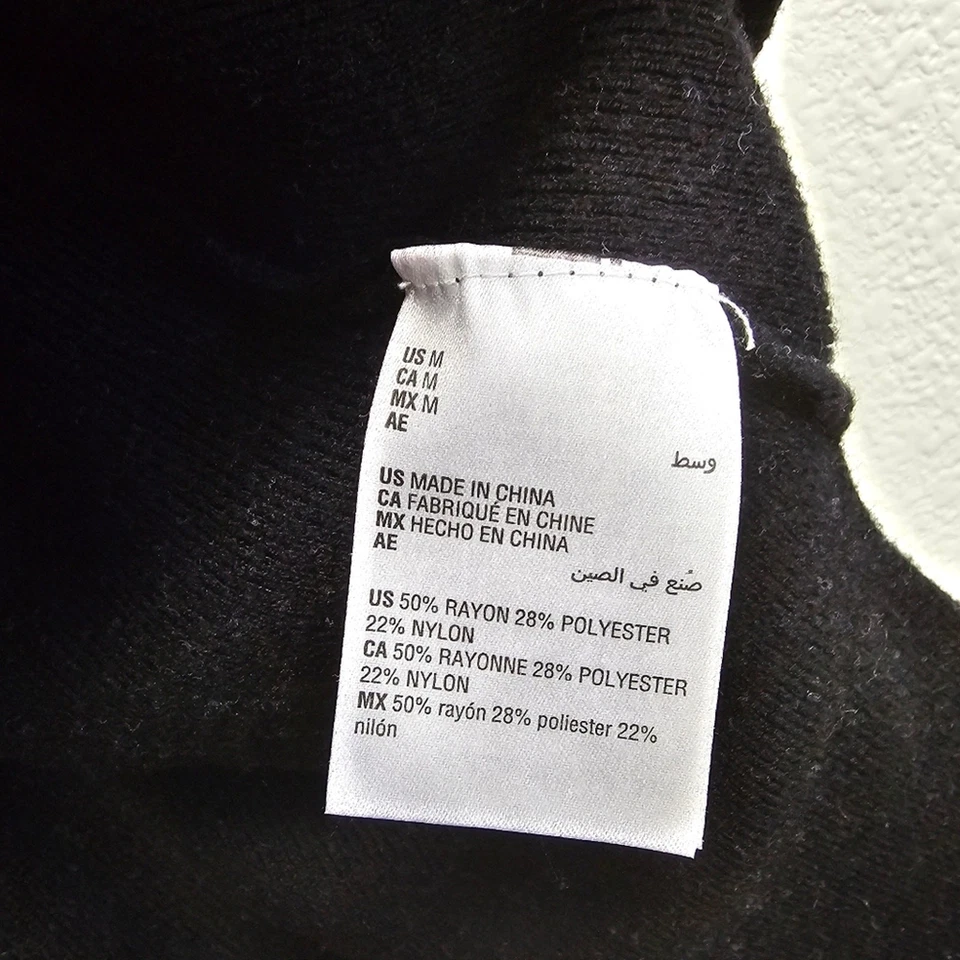 US M
CA M
MX M
AE
وسط
US MADE IN CHINA
CA FABRIQUÉ EN CHINE
MX HECHO EN CHINA
AE
صُنع في الصين
US 50% RAYON 28% POLYESTER
22% NYLON
CA 50% RAYONNE 28% POLYESTER
22% NYLON
MX 50% rayón 28% poliester 22%
nilón